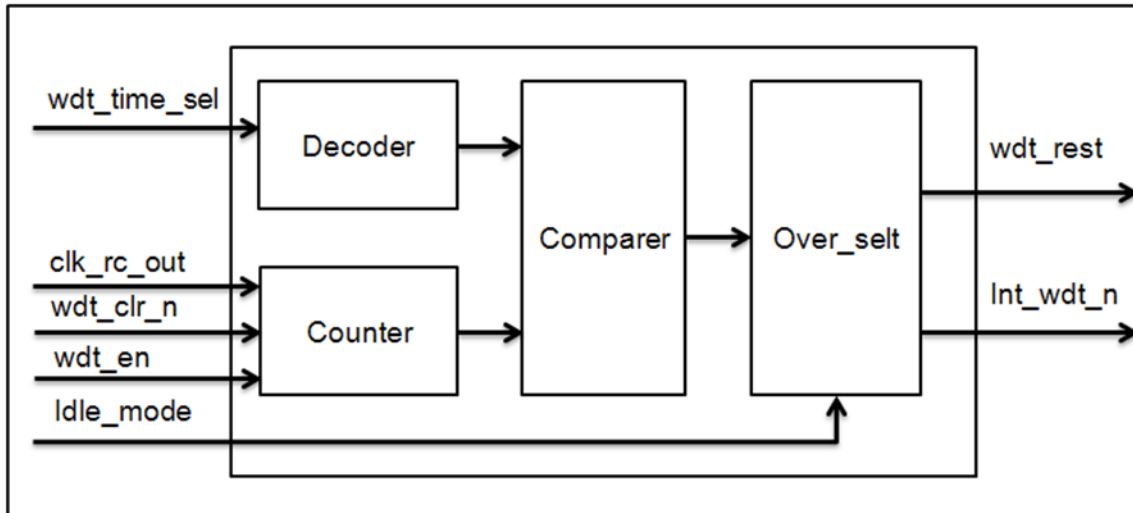 wdt_time_sel
Decoder
wdt_rest
Comparer
Over_selt
clk_rc_out
wdt_clr_n
Counter
wdt_en
Int_wdt_n
Idle_mode